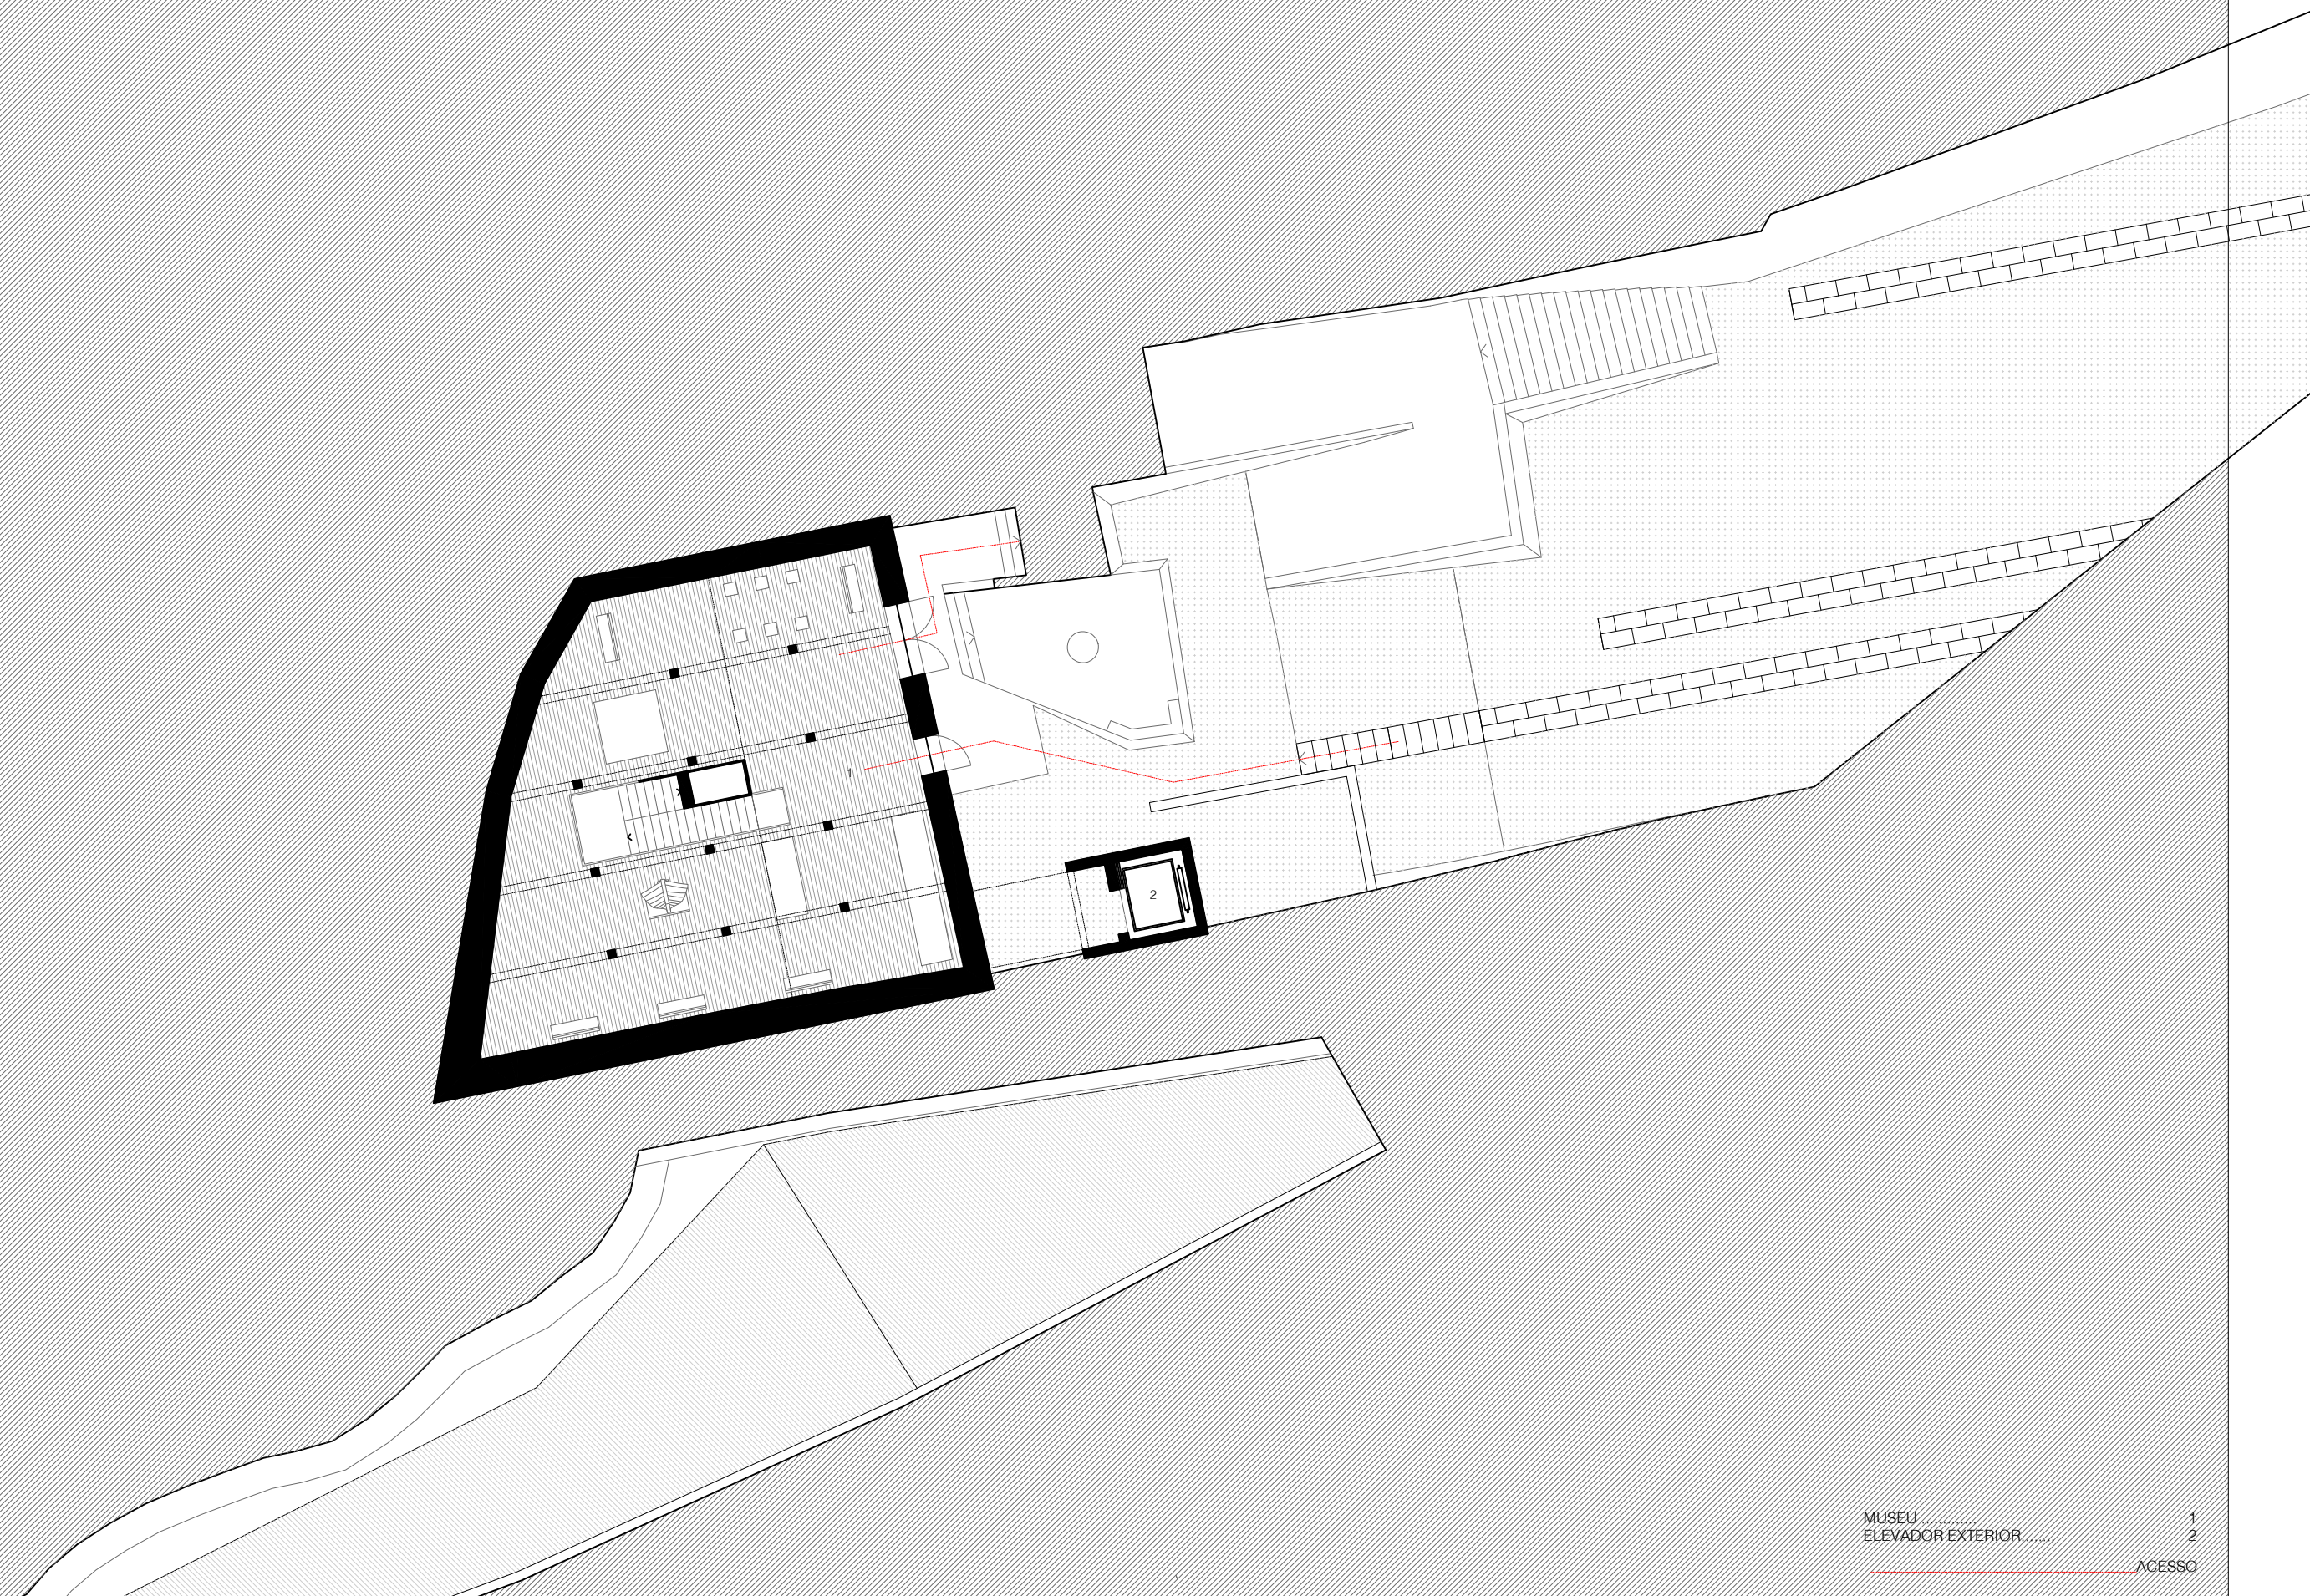 1
2
MUSEU ............. 1
ELEVADOR EXTERIOR........ 2
ACESSO